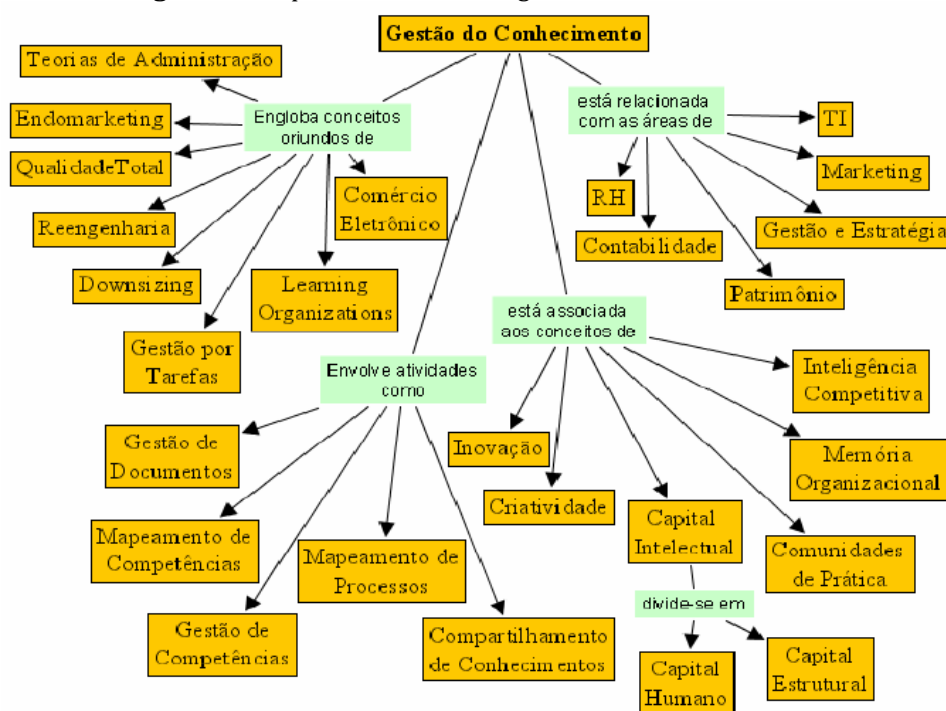 Gestão do Conhecimento
Teorias de Administração
Engloba conceitos
oriundos de
Endomarketing
QualidadeTotal
Reengenharia
Downsizing
Gestão por
Tarefas
Learning
Organizations
Comércio
Eletrônico
está relacionada
com as áreas de
TI
Marketing
Gestão e Estratégia
Patrimônio
RH
Contabilidade
Envolve atividades
como
Gestão de
Documentos
Mapeamento de
Competências
Gestão de
Competências
Mapeamento de
Processos
Compartilhamento
de Conhecimentos
está associada
aos conceitos de
Inovação
Criatividade
Capital
Intelectual
Comunidades
de Prática
Memória
Organizacional
Inteligência
Competitiva
divide-se em
Capital
Humano
Capital
Estrutural